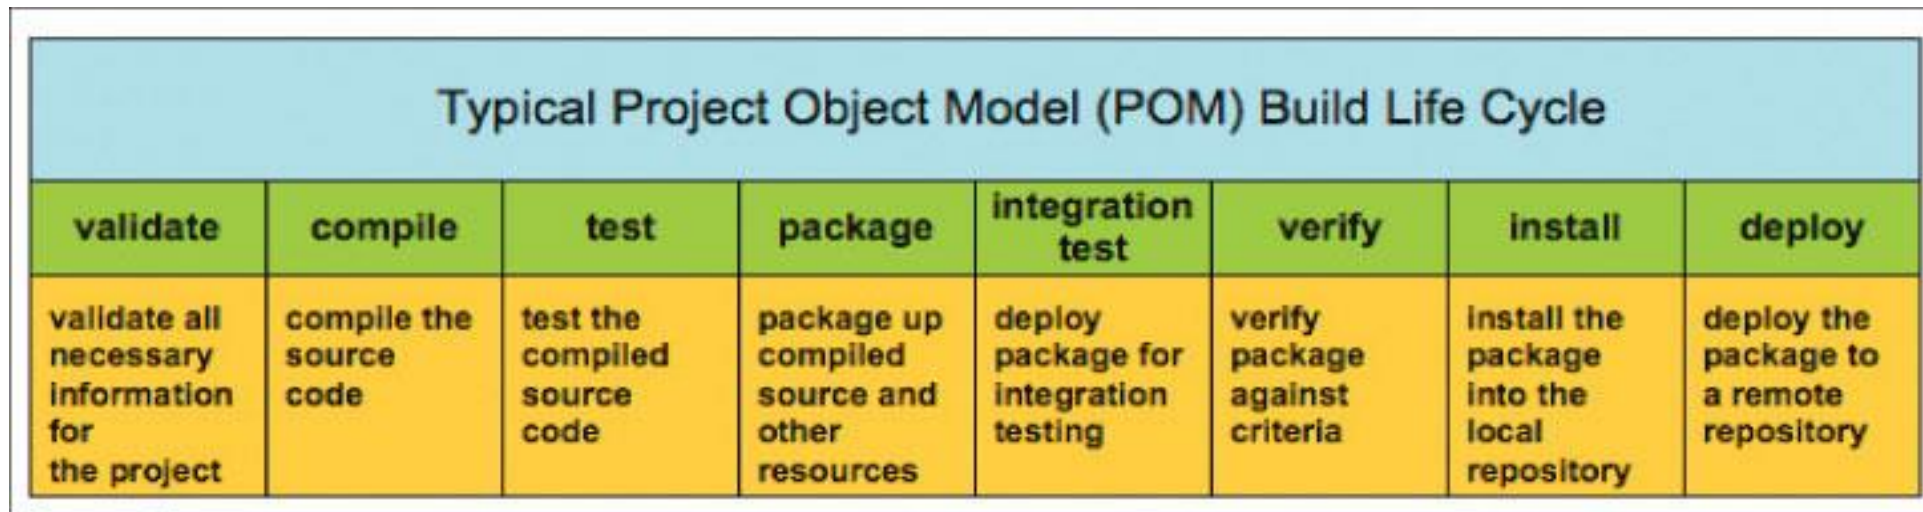 Typical Project Object Model (POM) Build Life Cycle
validate
compile
test
package
integration
test
verify
install
deploy
validate all
necessary
information
for
the project
compile the
source
code
test the
compiled
source
code
package up
compiled
source and
other
resources
deploy
package for
integration
testing
verify
package
against
criteria
install the
package
into the
local
repository
deploy the
package to
a remote
repository